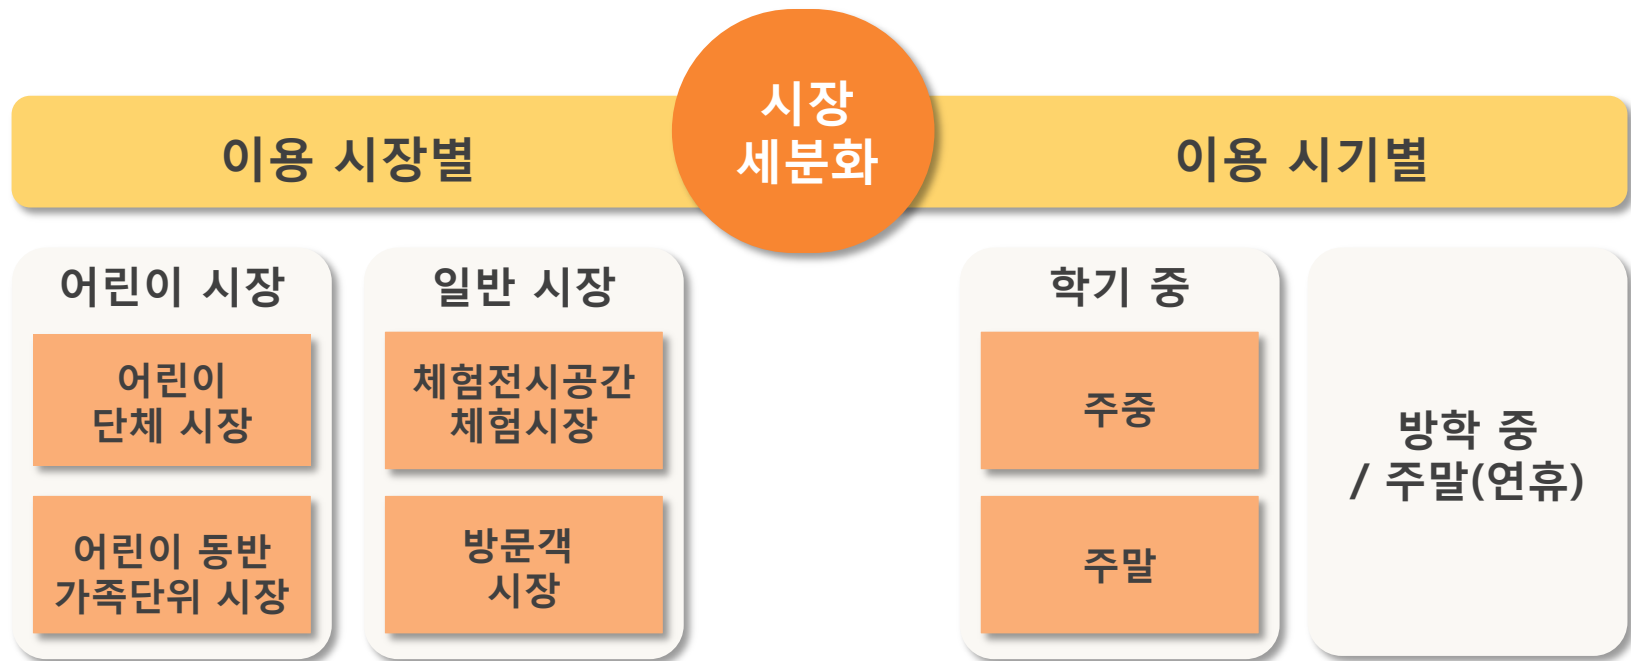 시장
세분화
이용 시장별
이용 시기별
어린이 시장
어린이
단체 시장
어린이 동반
가족단위 시장
일반 시장
체험전시공간
체험시장
방문객
시장
학기 중
주중
주말
방학 중
/ 주말(연휴)